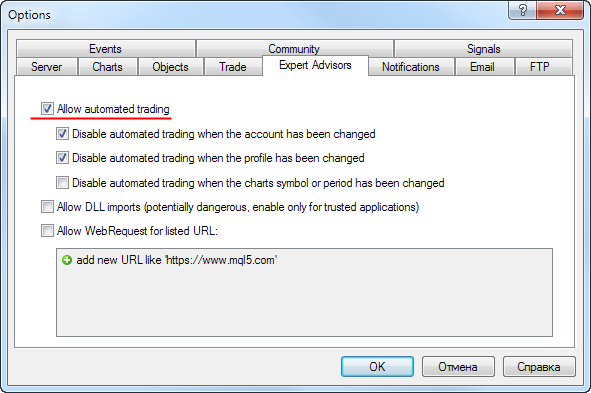 Options
Events Community Signals
Server Charts Objects Trade Expert Advisors Notifications Email FTP
Allow automated trading
Disable automated trading when the account has been changed
Disable automated trading when the profile has been changed
Disable automated trading when the charts symbol or period has been changed
Allow DLL imports (potentially dangerous, enable only for trusted applications)
Allow WebRequest for listed URL:
add new URL like 'https://www.mql5.com'
OK Отмена Справка